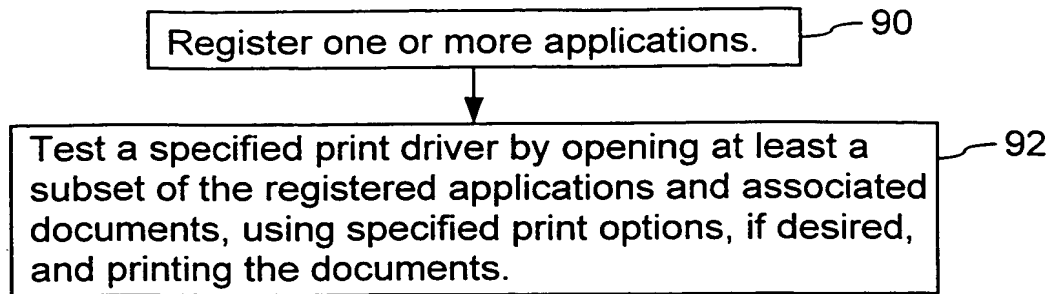 Register one or more applications.
90
Test a specified print driver by opening at least a
92
subset of the registered applications and associated
documents, using specified print options, if desired,
and printing the documents.